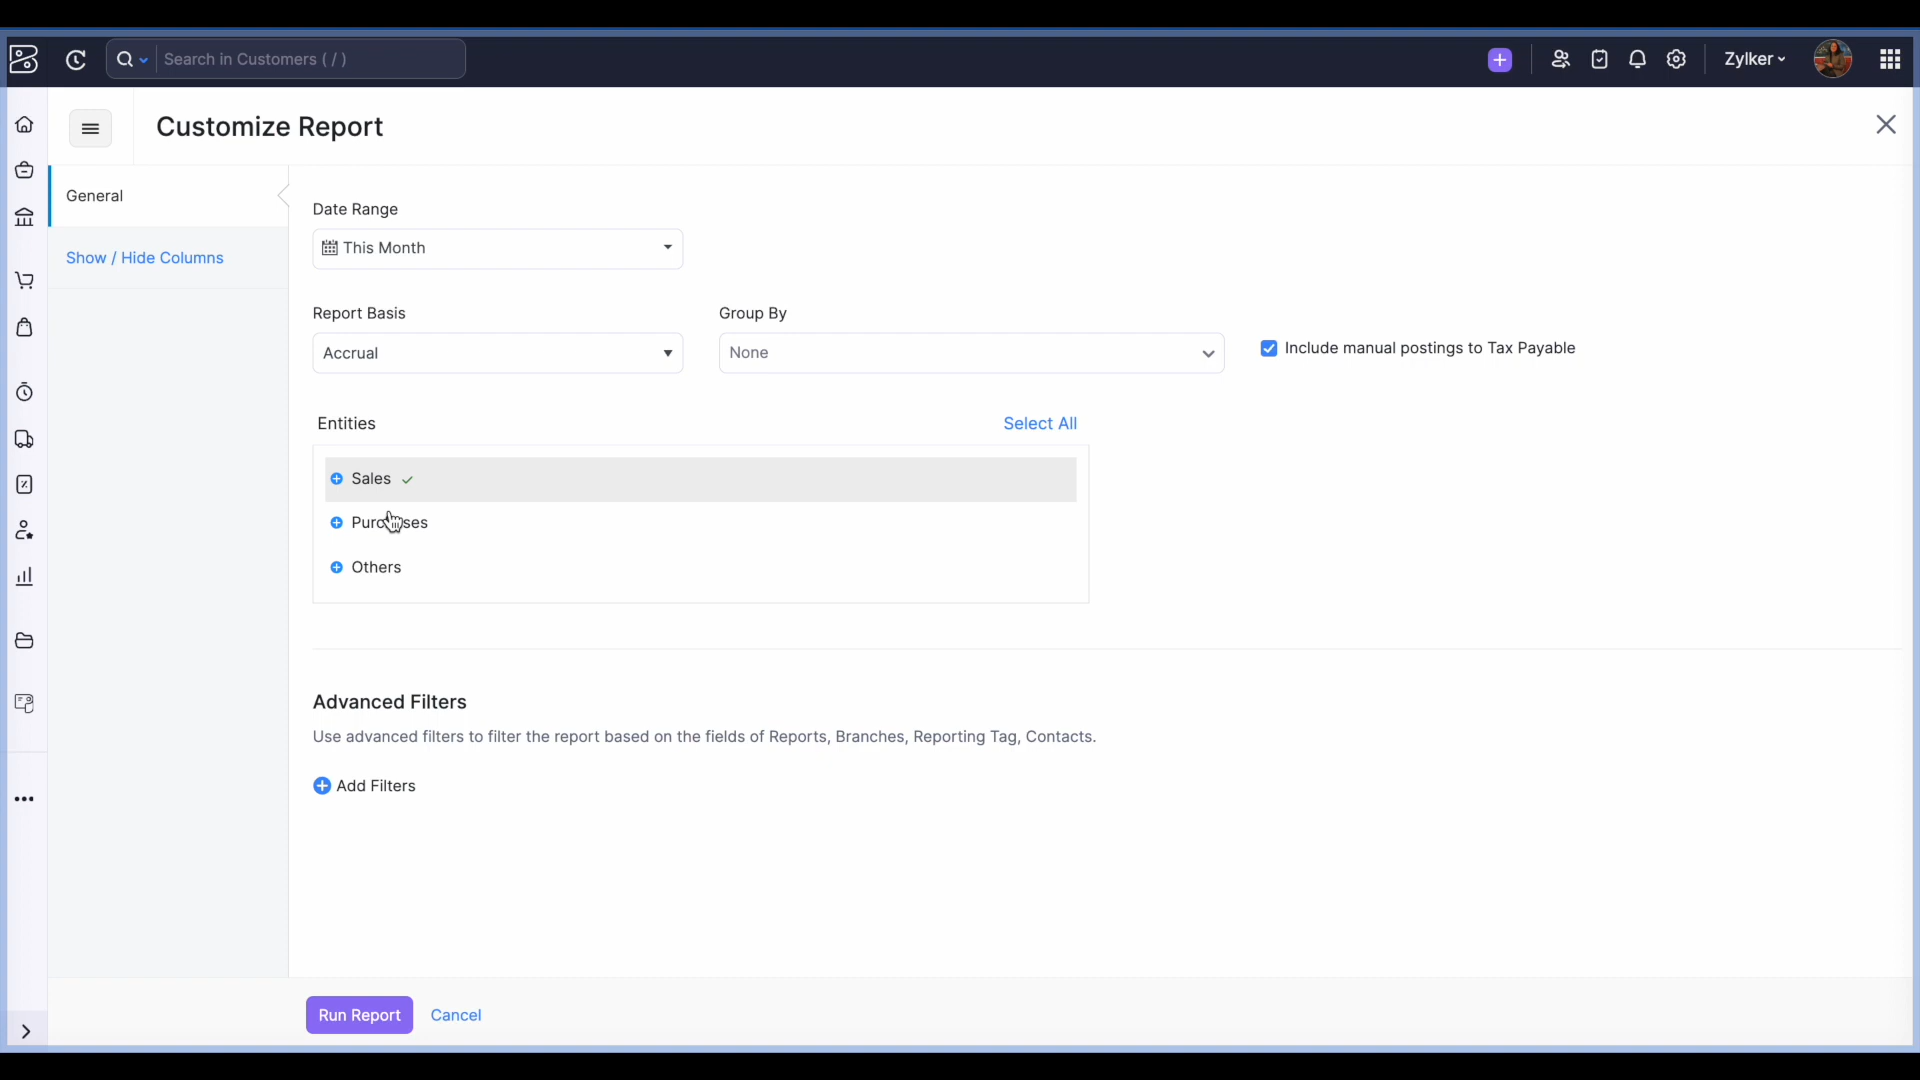 Search in Customers ( / )
Zylker
Customize Report
General
Show / Hide Columns
Date Range
This Month
Report Basis
Group By
Accrual
None
Include manual postings to Tax Payable
Entities
Select All
Sales
Purchases
Others
Advanced Filters
Use advanced filters to filter the report based on the fields of Reports, Branches, Reporting Tag, Contacts.
Add Filters
Run Report
Cancel